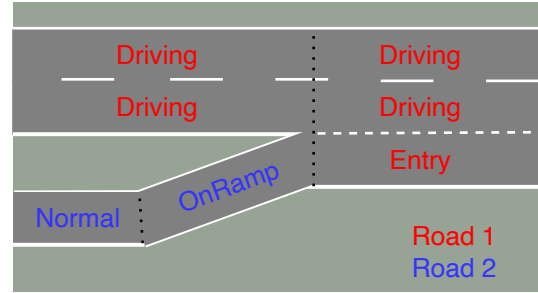 Driving Driving
Driving Driving
Entry
OnRamp
Normal
Road 1
Road 2